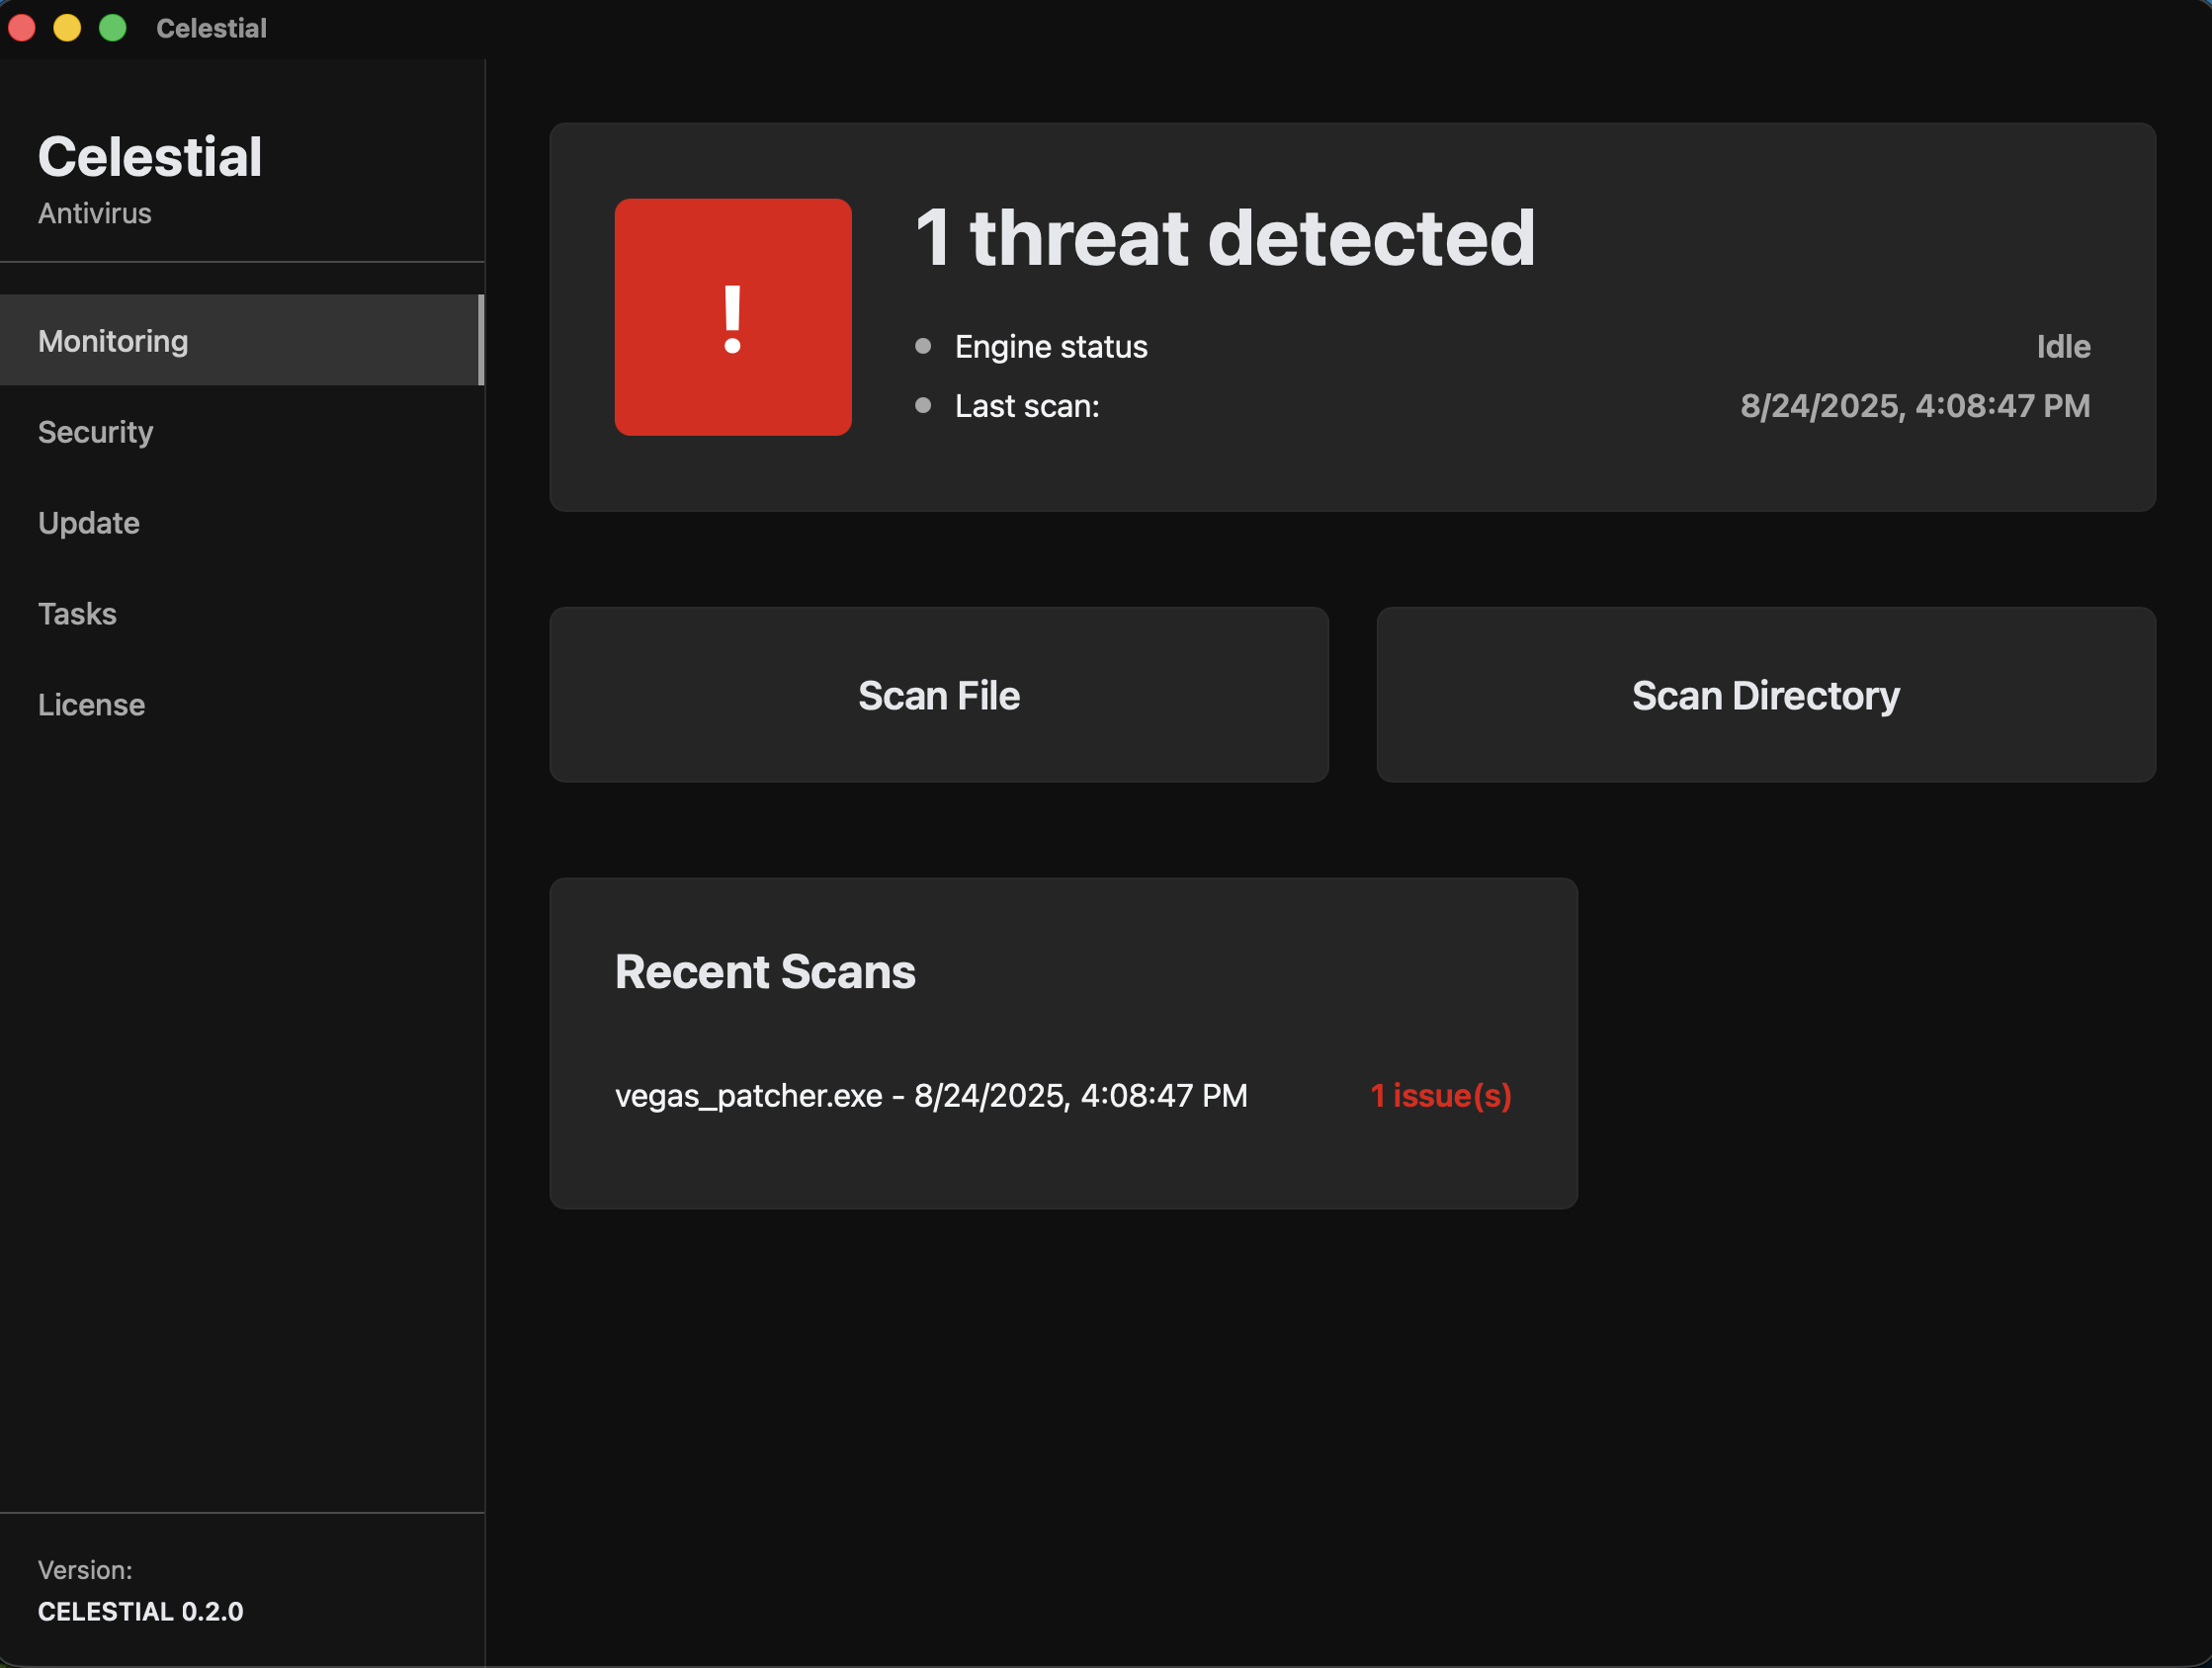 Celestial
Celestial
Antivirus
Monitoring
Security
Update
Tasks
License
Version:
CELESTIAL 0.2.0
!
1 threat detected
Engine status Idle
Last scan: 8/24/2025, 4:08:47 PM
Scan File
Scan Directory
Recent Scans
vegas_patcher.exe - 8/24/2025, 4:08:47 PM 1 issue(s)